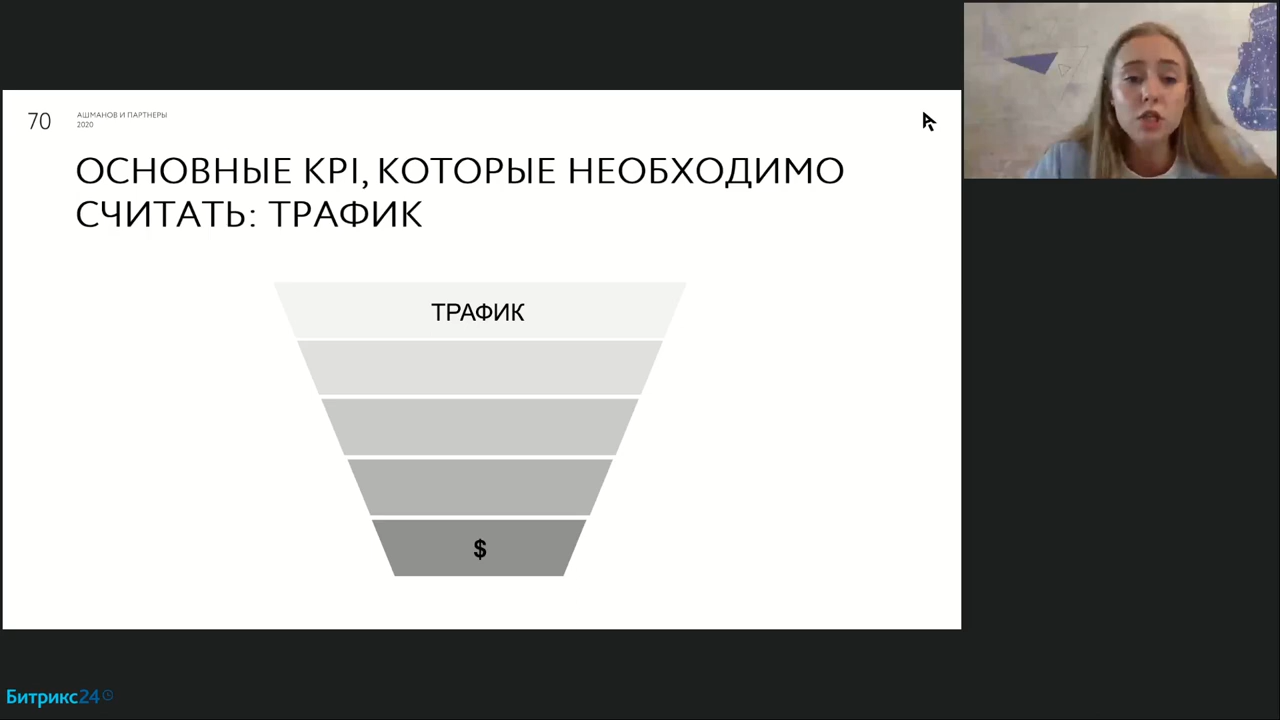 70
АШМАНОВ И ПАРТНЕРЫ
2020
ОСНОВНЫЕ KPI, КОТОРЫЕ НЕОБХОДИМО
СЧИТАТЬ: ТРАФИК
ТРАФИК
$
Битрикс24